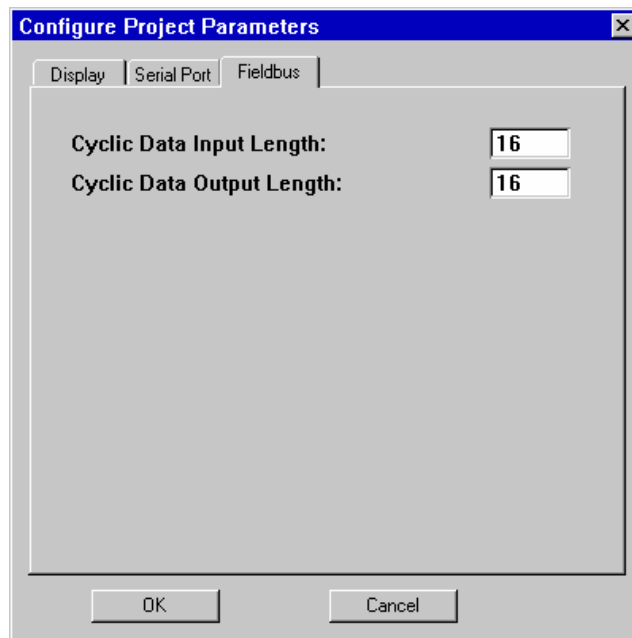 Configure Project Parameters
Display Serial Port Fieldbus
Cyclic Data Input Length: 16
Cyclic Data Output Length: 16
OK Cancel